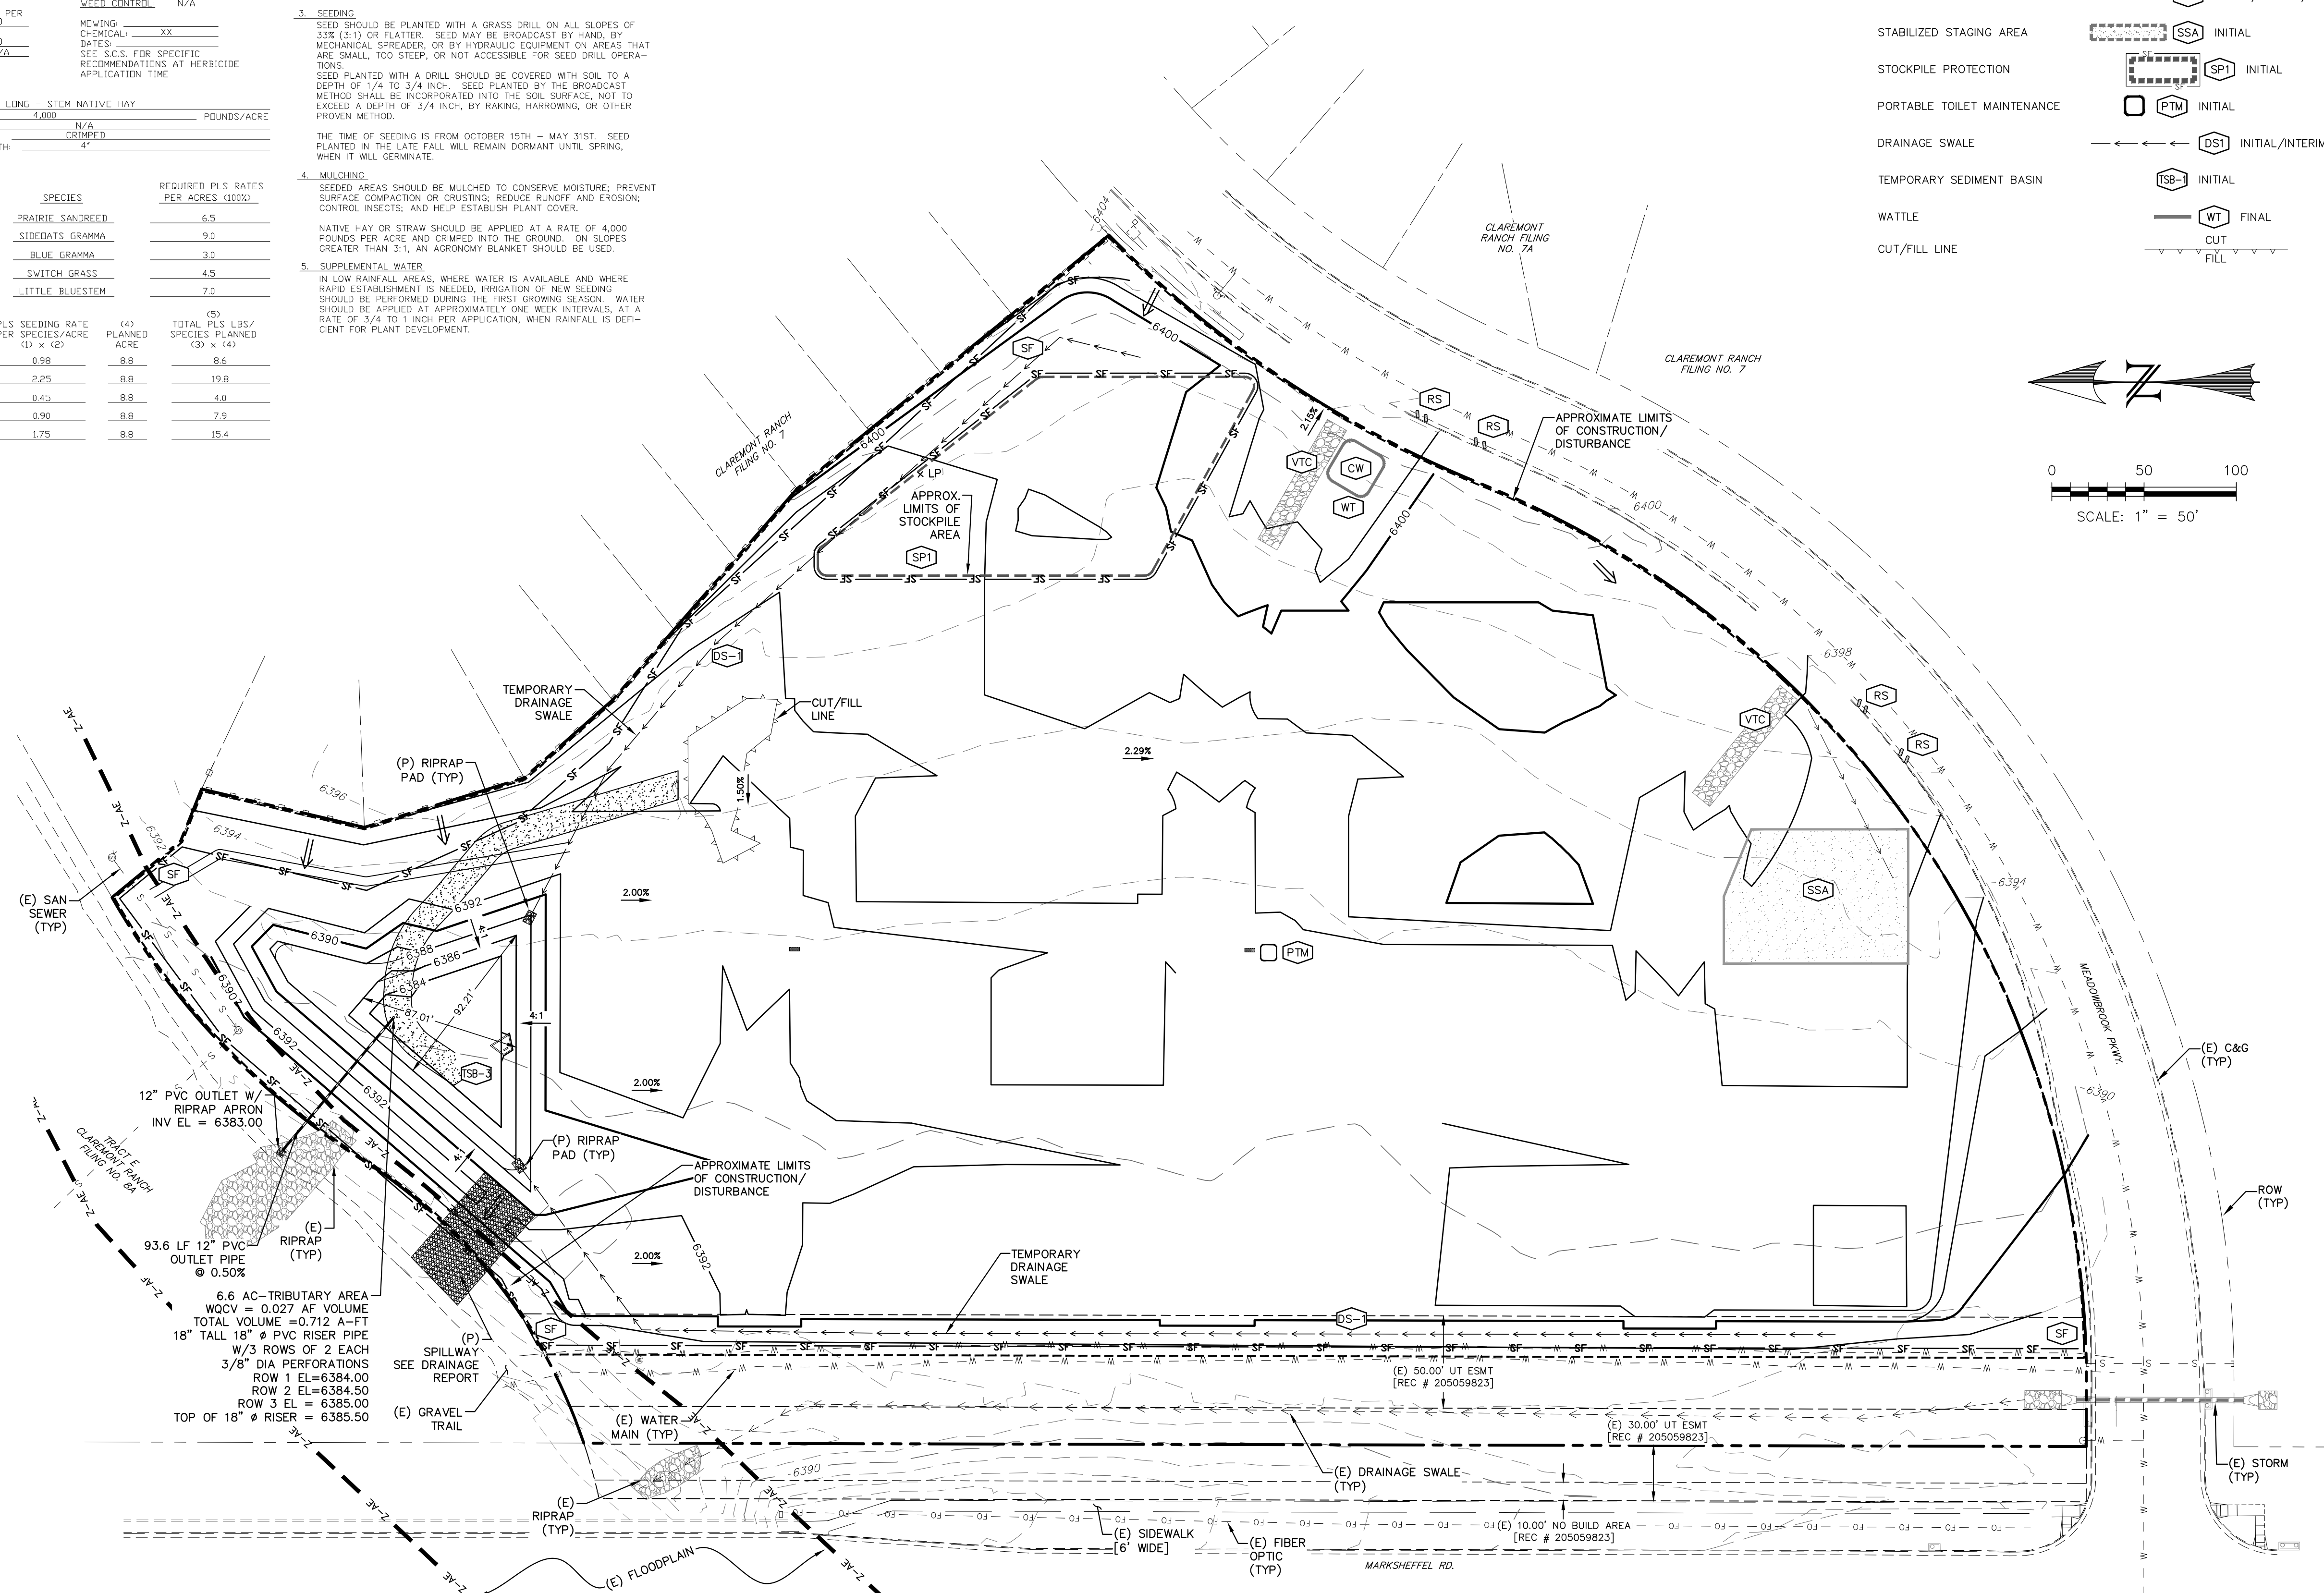 PER
WEED CONTROL: N/A
MOWING:
CHEMICAL: XX
DATES:
SEE S.C.S. FOR SPECIFIC
RECOMMENDATIONS AT HERBICIDE
APPLICATION TIME
LONG - STEM NATIVE HAY
4,000 POUNDS/ACRE
N/A
CRIMPED
4"
SPECIES
REQUIRED PLS RATES
PER ACRES (100%)
PRAIRIE SANDREED 6.5
SIDEOATS GRAMMA 9.0
BLUE GRAMMA 3.0
SWITCH GRASS 4.5
LITTLE BLUESTEM 7.0
PLS SEEDING RATE
PER SPECIES/ACRE
(1) x (2)
(4)
PLANNED
ACRE
(5)
TOTAL PLS LBS/
SPECIES PLANNED
(3) x (4)
0.98 8.8 8.6
2.25 8.8 19.8
0.45 8.8 4.0
0.90 8.8 7.9
1.75 8.8 15.4
3. SEEDING
SEED SHOULD BE PLANTED WITH A GRASS DRILL ON ALL SLOPES OF
33% (3:1) OR FLATTER. SEED MAY BE BROADCAST BY HAND, BY
MECHANICAL SPREADER, OR BY HYDRAULIC EQUIPMENT ON AREAS THAT
ARE SMALL, TOO STEEP, OR NOT ACCESSIBLE FOR SEED DRILL OPERA-
TIONS.
SEED PLANTED WITH A DRILL SHOULD BE COVERED WITH SOIL TO A
DEPTH OF 1/4 TO 3/4 INCH. SEED PLANTED BY THE BROADCAST
METHOD SHALL BE INCORPORATED INTO THE SOIL SURFACE, NOT TO
EXCEED A DEPTH OF 3/4 INCH, BY RAKING, HARROWING, OR OTHER
PROVEN METHOD.
THE TIME OF SEEDING IS FROM OCTOBER 15TH - MAY 31ST. SEED
PLANTED IN THE LATE FALL WILL REMAIN DORMANT UNTIL SPRING,
WHEN IT WILL GERMINATE.
4. MULCHING
SEEDED AREAS SHOULD BE MULCHED TO CONSERVE MOISTURE; PREVENT
SURFACE COMPACTION OR CRUSTING; REDUCE RUNOFF AND EROSION;
CONTROL INSECTS; AND HELP ESTABLISH PLANT COVER.
NATIVE HAY OR STRAW SHOULD BE APPLIED AT A RATE OF 4,000
POUNDS PER ACRE AND CRIMPED INTO THE GROUND. ON SLOPES
GREATER THAN 3:1, AN AGRONOMY BLANKET SHOULD BE USED.
5. SUPPLEMENTAL WATER
IN LOW RAINFALL AREAS, WHERE WATER IS AVAILABLE AND WHERE
RAPID ESTABLISHMENT IS NEEDED, IRRIGATION OF NEW SEEDING
SHOULD BE PERFORMED DURING THE FIRST GROWING SEASON. WATER
SHOULD BE APPLIED AT APPROXIMATELY ONE WEEK INTERVALS, AT A
RATE OF 3/4 TO 1 INCH PER APPLICATION, WHEN RAINFALL IS DEFI-
CIENT FOR PLANT DEVELOPMENT.
STABILIZED STAGING AREA SSA INITIAL
STOCKPILE PROTECTION SF SF SP1 INITIAL
PORTABLE TOILET MAINTENANCE PTM INITIAL
DRAINAGE SWALE DS1 INITIAL/INTERIM
TEMPORARY SEDIMENT BASIN TSB-1 INITIAL
WATTLE WT FINAL
CUT/FILL LINE CUT
FILL
0 50 100
SCALE: 1" = 50'
CLAREMONT
RANCH FILING
NO. 7A
CLAREMONT RANCH
FILING NO. 7
CLAREMONT RANCH
FILING NO. 7
6404
6400
SF
6400
× LP
APPROX.
LIMITS OF
STOCKPILE
AREA
SP1
2.15%
VTC
CW
WT
6400
RS
RS
APPROXIMATE LIMITS
OF CONSTRUCTION/
DISTURBANCE
6400
6398
RS
VTC
RS
6394
SSA
DS-1
TEMPORARY
DRAINAGE
SWALE
CUT/FILL
LINE
1.50%
2.29%
(P) RIPRAP
PAD (TYP)
6396
6394
6392
SF
(E) SAN
SEWER
(TYP)
2.00%
6392
6390
6388
6386
6384
4:1
92.21'
87.01'
4:1
TSB-3
PTM
6390
6392
6392
2.00%
12" PVC OUTLET W/
RIPRAP APRON
INV EL = 6383.00
TRACT E
CLAREMONT RANCH
FILING NO. 8A
(P) RIPRAP
PAD (TYP)
APPROXIMATE LIMITS
OF CONSTRUCTION/
DISTURBANCE
(E)
RIPRAP
(TYP)
93.6 LF 12" PVC
OUTLET PIPE
@ 0.50%
2.00%
6392
6.6 AC-TRIBUTARY AREA
WQCV = 0.027 AF VOLUME
TOTAL VOLUME =0.712 A-FT
18" TALL 18" ø PVC RISER PIPE
W/3 ROWS OF 2 EACH
3/8" DIA PERFORATIONS
ROW 1 EL=6384.00
ROW 2 EL=6384.50
ROW 3 EL = 6385.00
TOP OF 18" ø RISER = 6385.50
(P)
SPILLWAY
SEE DRAINAGE
REPORT
SF
TEMPORARY
DRAINAGE
SWALE
DS-1
SF
(E) 50.00' UT ESMT
[REC # 205059823]
(E) 30.00' UT ESMT
[REC # 205059823]
(E) GRAVEL
TRAIL
(E) WATER
MAIN (TYP)
6390
(E) DRAINAGE SWALE
(TYP)
(E)
RIPRAP
(TYP)
(E) SIDEWALK
[6' WIDE]
(E) FIBER
OPTIC
(TYP)
(E) 10.00' NO BUILD AREA
[REC # 205059823]
MARKSHEFFEL RD.
(E) FLOODPLAIN
MEADOWBROOK PKWY.
6390
(E) C&G
(TYP)
ROW
(TYP)
(E) STORM
(TYP)